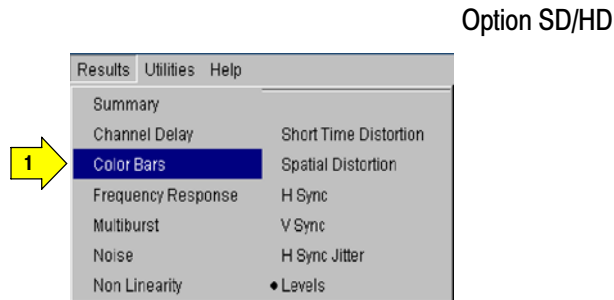 Option SD/HD
Results Utilities Help
Summary
Channel Delay
Short Time Distortion
1
Color Bars
Spatial Distortion
Frequency Response
H Sync
Multiburst
V Sync
Noise
H Sync Jitter
Non Linearity
Levels